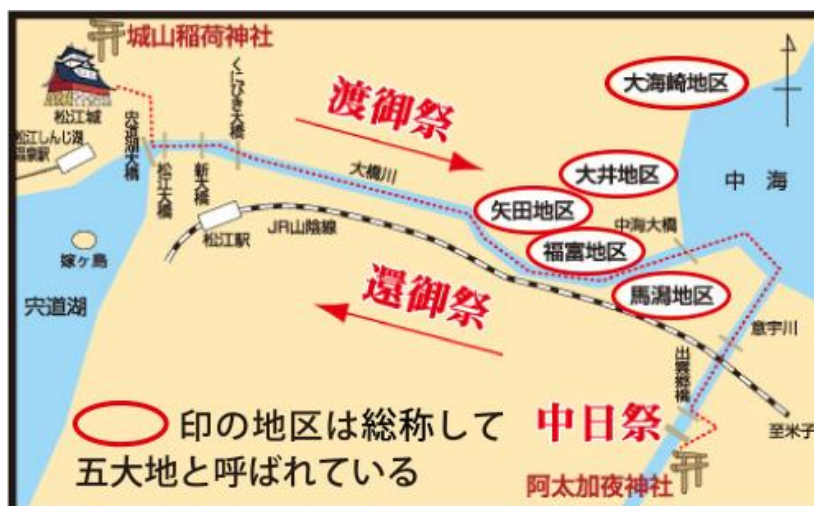 城山稲荷神社
松江城
松江しんじ湖
温泉駅
宍道湖大橋
松江大橋
新大橋
くにびき大橋
渡御祭
大橋川
大海崎地区
大井地区
矢田地区
福富地区
馬潟地区
中海大橋
中海
松江駅
JR山陰線
嫁ヶ島
宍道湖
還御祭
意宇川
出雲郷橋
至米子
中日祭
阿太加夜神社
印の地区は総称して
五大地と呼ばれている